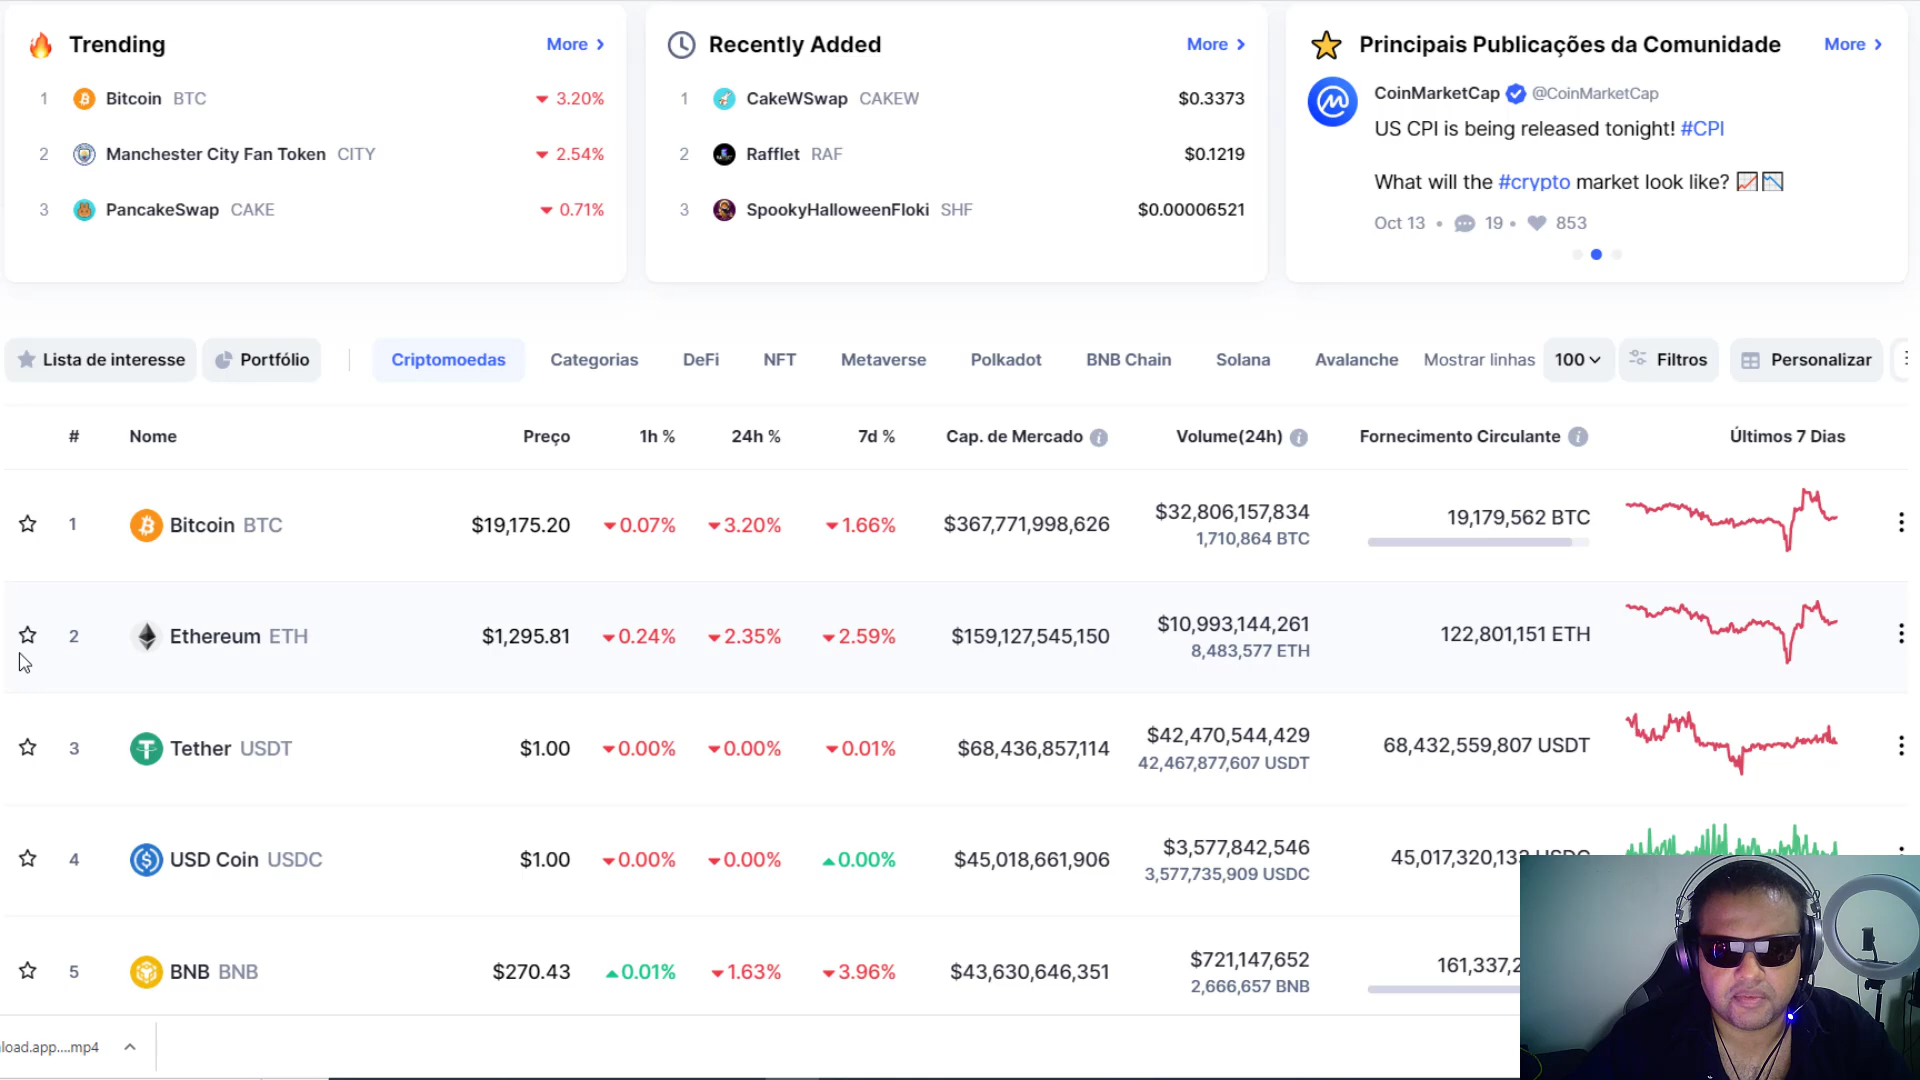 Trending
More >
1 Bitcoin BTC 3.20%
2 Manchester City Fan Token CITY 2.54%
3 PancakeSwap CAKE 0.71%
Recently Added
More >
1 CakeWSwap CAKEW $0.3373
2 Rafflet RAF $0.1219
3 SpookyHalloweenFloki SHF $0.00006521
Principais Publicações da Comunidade
More >
CoinMarketCap @CoinMarketCap
US CPI is being released tonight! #CPI
What will the #crypto market look like?
Oct 13 • 19 • 853
Lista de interesse Portfólio Criptomoedas Categorias DeFi NFT Metaverse Polkadot BNB Chain Solana Avalanche Mostrar linhas 100 Filtros Personalizar
# Nome Preço 1h % 24h % 7d % Cap. de Mercado Volume(24h) Fornecimento Circulante Últimos 7 Dias
1 Bitcoin BTC $19,175.20 0.07% 3.20% 1.66% $367,771,998,626 $32,806,157,834 19,179,562 BTC
1,710,864 BTC
2 Ethereum ETH $1,295.81 0.24% 2.35% 2.59% $159,127,545,150 $10,993,144,261 122,801,151 ETH
8,483,577 ETH
3 Tether USDT $1.00 0.00% 0.00% 0.01% $68,436,857,114 $42,470,544,429 68,432,559,807 USDT
42,467,877,607 USDT
4 USD Coin USDC $1.00 0.00% 0.00% 0.00% $45,018,661,906 $3,577,842,546 45,017,320,13
3,577,735,909 USDC
5 BNB BNB $270.43 0.01% 1.63% 3.96% $43,630,646,351 $721,147,652 161,337,2
2,666,657 BNB
load.app....mp4